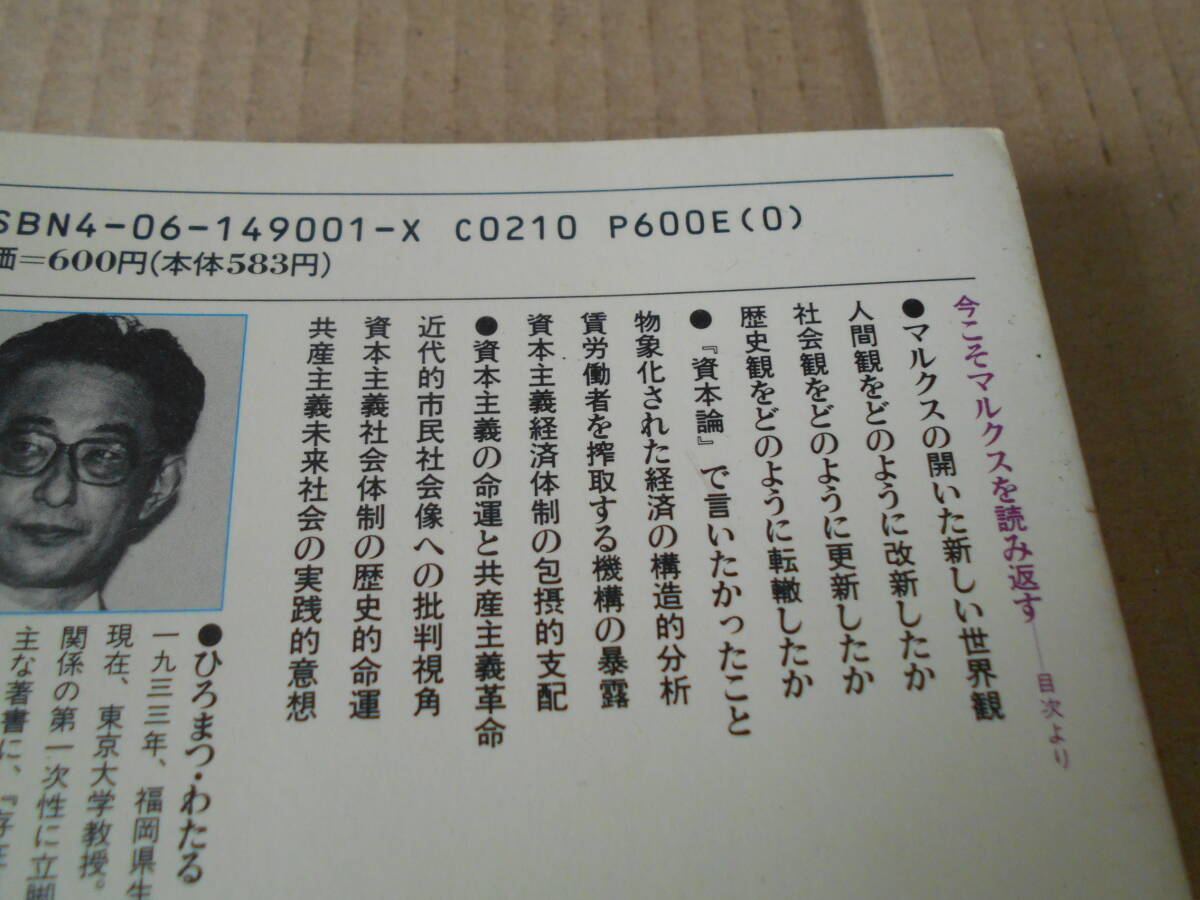 SBN4-06-149001-X C0210 P600E(0)
価=600円(本体583円)
今こそマルクスを読み返す——目次より
●マルクスの開いた新しい世界観
人間観をどのように改新したか
社会観をどのように更新したか
歴史観をどのように転轍したか
●『資本論』で言いたかったこと
物象化された経済の構造的分析
賃労働者を搾取する機構の暴露
資本主義経済体制の包摂的支配
●資本主義の命運と共産主義革命
近代的市民社会像への批判視角
資本主義社会体制の歴史的命運
共産主義未来社会の実践的意想
●ひろまつ・わたる
一九三三年、福岡県生
現在、東京大学教授。
関係の第一次性に立脚
主な著書に、『存在